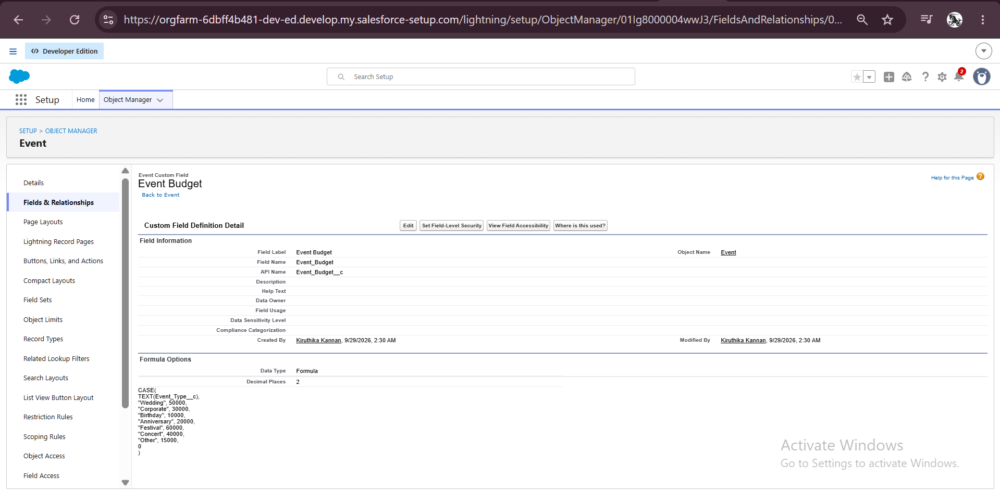 https://orgfarm-6dbff4b481-dev-ed.develop.my.salesforce-setup.com/lightning/setup/ObjectManager/01Ig8000004wwJ3/FieldsAndRelationships/0...
Developer Edition
Search Setup
2
Setup
Home
Object Manager
SETUP > OBJECT MANAGER
Event
Details
Fields & Relationships
Page Layouts
Lightning Record Pages
Buttons, Links, and Actions
Compact Layouts
Field Sets
Object Limits
Record Types
Related Lookup Filters
Search Layouts
List View Button Layout
Restriction Rules
Scoping Rules
Object Access
Field Access
Event Custom Field
Event Budget
Back to Event
Help for this Page ?
Custom Field Definition Detail
Edit
Set Field-Level Security
View Field Accessibility
Where is this used?
Field Information
Field Label Event Budget Object Name Event
Field Name Event_Budget
API Name Event_Budget__c
Description
Help Text
Data Owner
Field Usage
Data Sensitivity Level
Compliance Categorization
Created By Kiruthika Kannan, 9/29/2026, 2:30 AM Modified By Kiruthika Kannan, 9/29/2026, 2:30 AM
Formula Options
Data Type Formula
Decimal Places 2
CASE(
TEXT(Event_Type__c),
"Wedding", 50000,
"Corporate", 30000,
"Birthday", 10000,
"Anniversary", 20000,
"Festival", 60000,
"Concert", 40000,
"Other", 15000,
0
)
Activate Windows
Go to Settings to activate Windows.